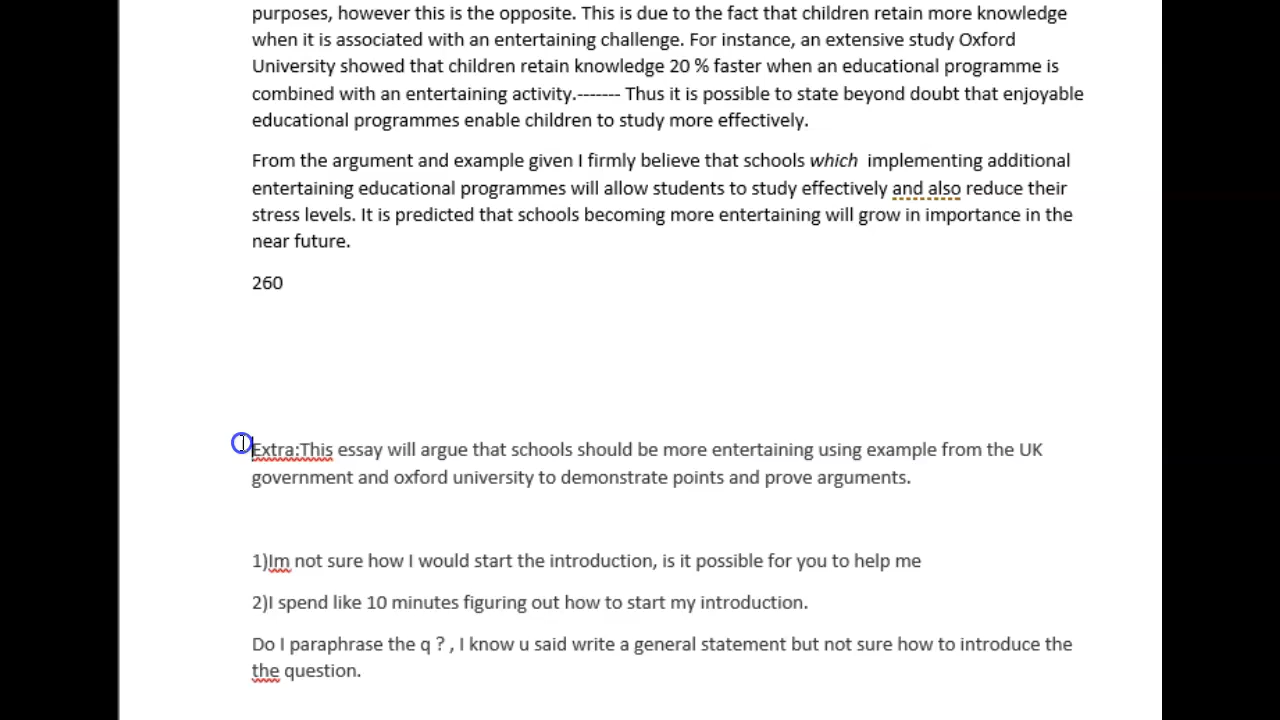 purposes, however this is the opposite. This is due to the fact that children retain more knowledge
when it is associated with an entertaining challenge. For instance, an extensive study Oxford
University showed that children retain knowledge 20 % faster when an educational programme is
combined with an entertaining activity.------- Thus it is possible to state beyond doubt that enjoyable
educational programmes enable children to study more effectively.
From the argument and example given I firmly believe that schools which  implementing additional
entertaining educational programmes will allow students to study effectively and also reduce their
stress levels. It is predicted that schools becoming more entertaining will grow in importance in the
near future.
260
Extra:This essay will argue that schools should be more entertaining using example from the UK
government and oxford university to demonstrate points and prove arguments.
1)Im not sure how I would start the introduction, is it possible for you to help me
2)I spend like 10 minutes figuring out how to start my introduction.
Do I paraphrase the q ? , I know u said write a general statement but not sure how to introduce the
the question.